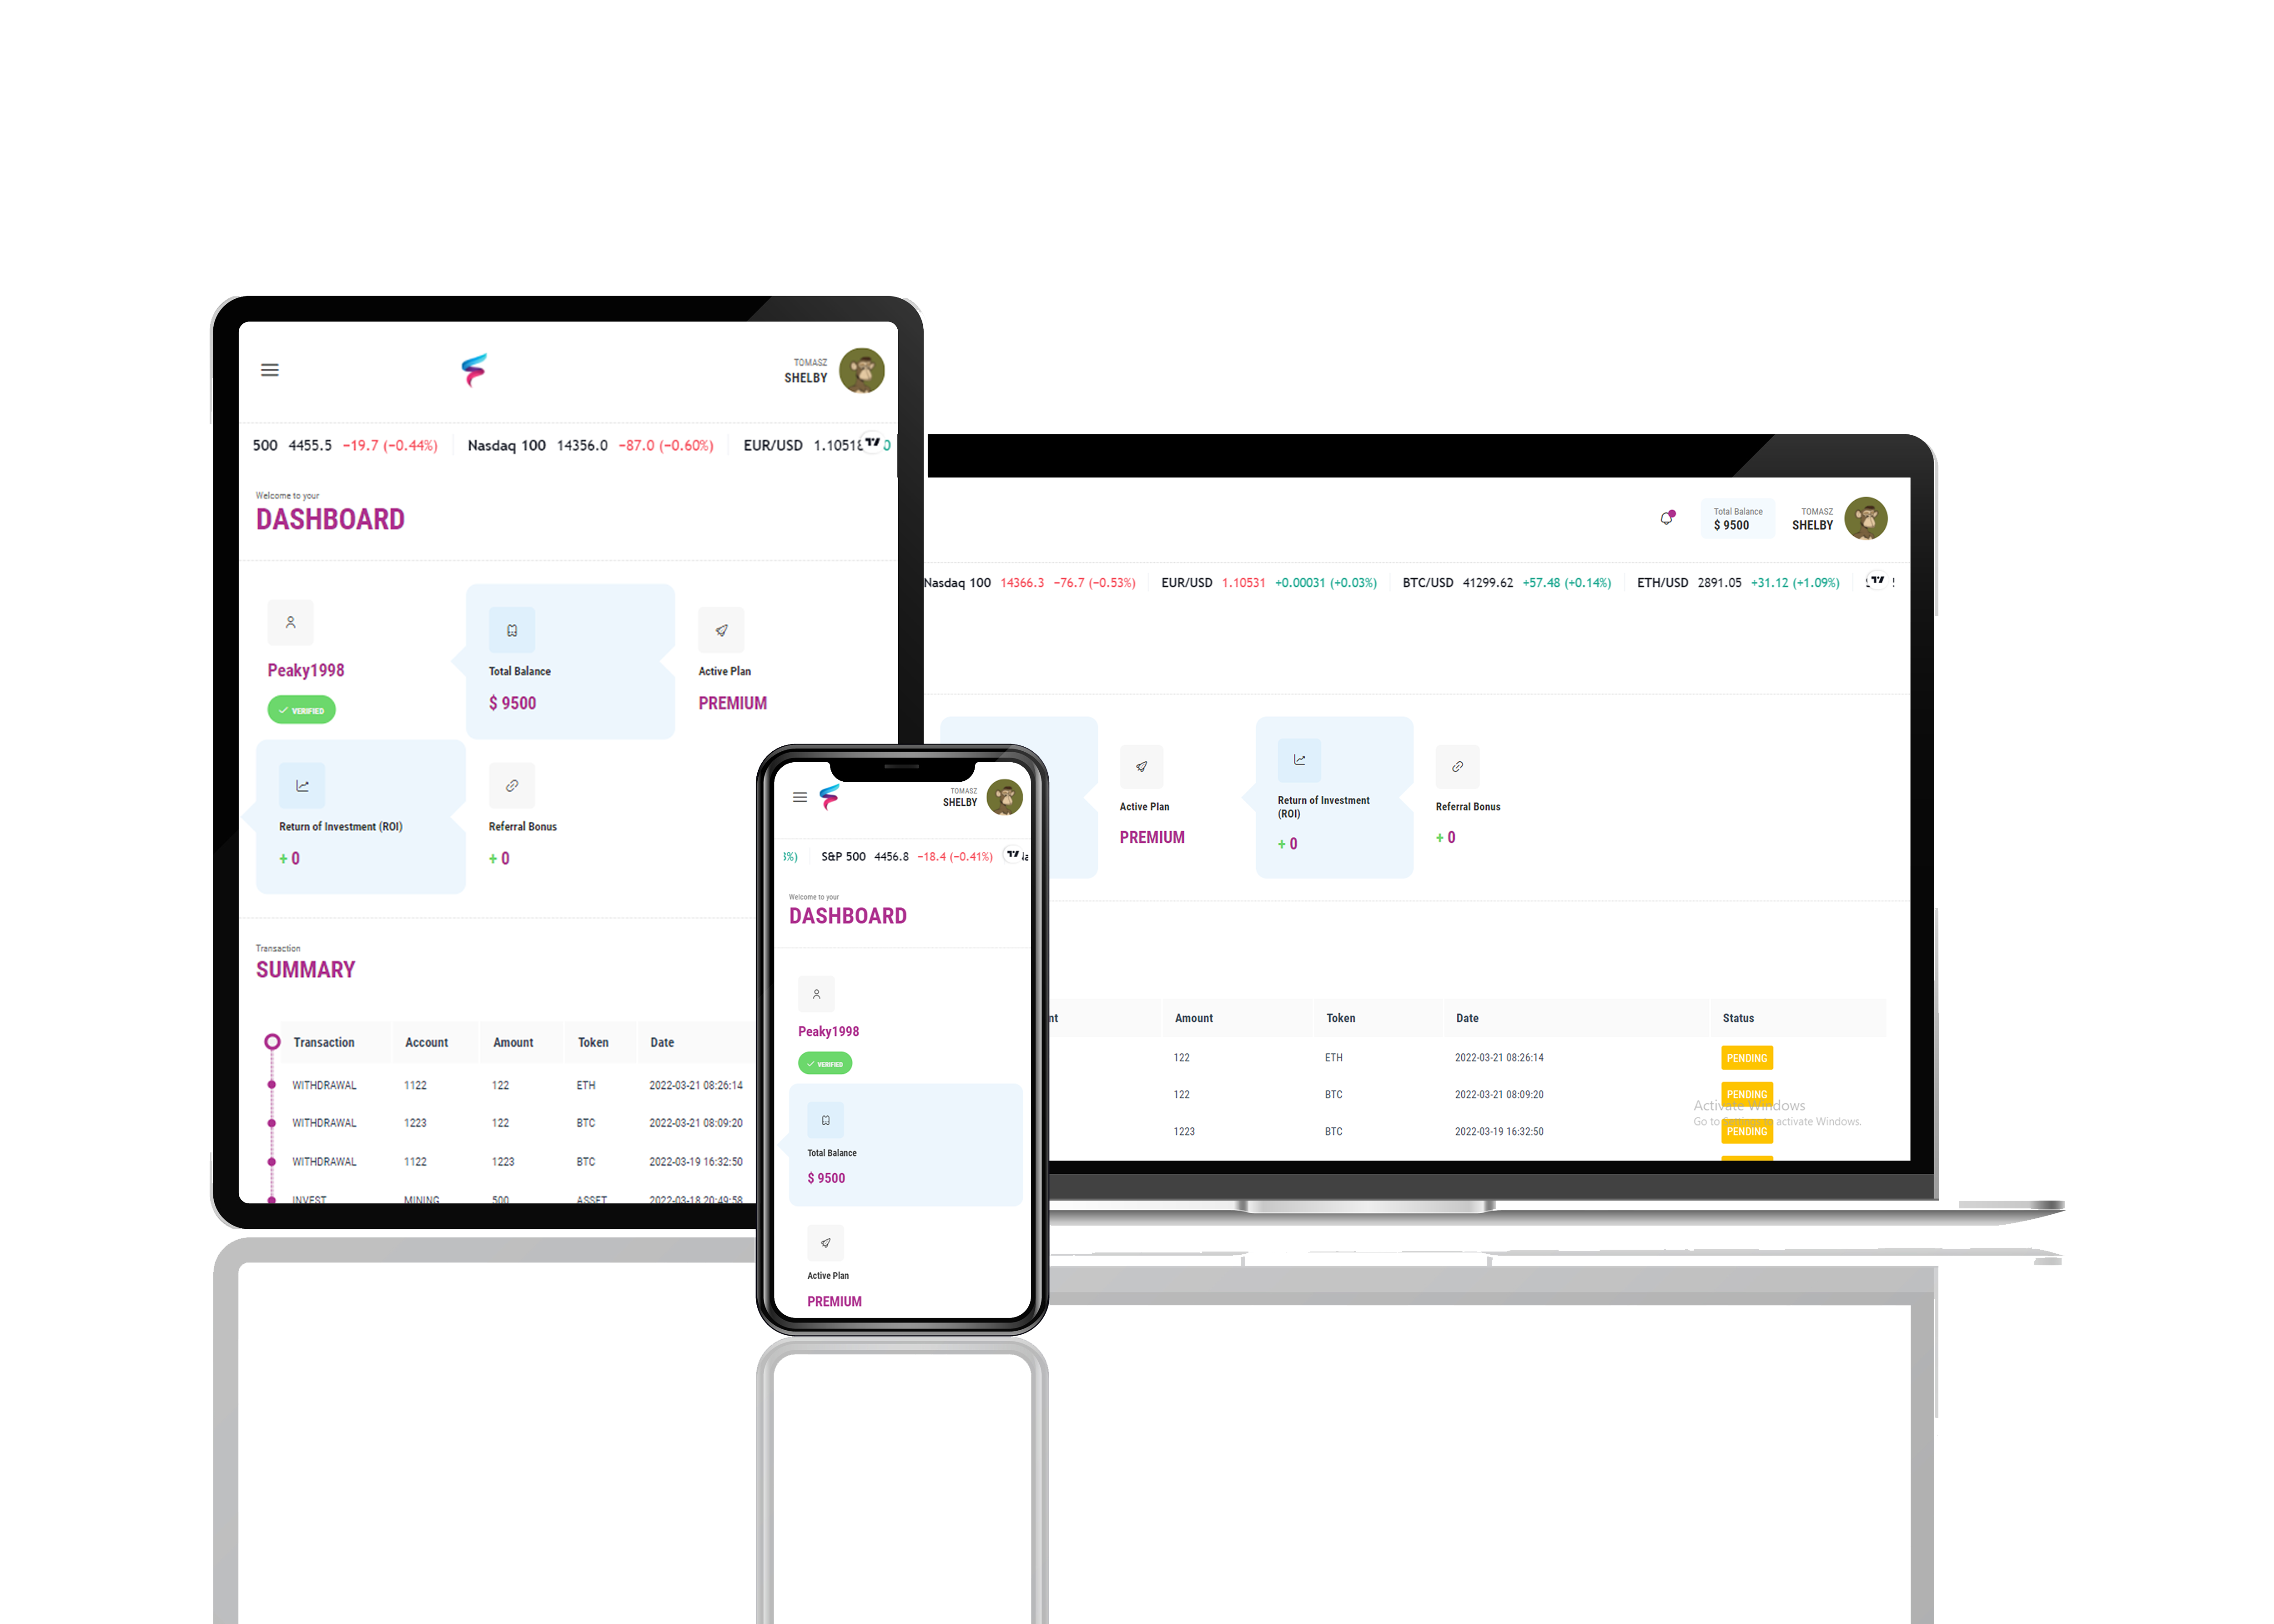 TOMASZ
SHELBY
500 4455.5 −19.7 (−0.44%) Nasdaq 100 14356.0 −87.0 (−0.60%) EUR/USD 1.10518
Welcome to your
DASHBOARD
Peaky1998
VERIFIED
Total Balance
$ 9500
Active Plan
PREMIUM
Return of Investment (ROI)
+ 0
Referral Bonus
+ 0
Transaction
SUMMARY
Transaction Account Amount Token Date
WITHDRAWAL 1122 122 ETH 2022-03-21 08:26:14
WITHDRAWAL 1223 122 BTC 2022-03-21 08:09:20
WITHDRAWAL 1122 1223 BTC 2022-03-19 16:32:50
INVEST MINING 500 ASSET 2022-03-18 20:49:58
TOMASZ
SHELBY
S&P 500 4456.8 −18.4 (−0.41%)
Welcome to your
DASHBOARD
Peaky1998
VERIFIED
Total Balance
$ 9500
Active Plan
PREMIUM
Total Balance
$ 9500
TOMASZ
SHELBY
Nasdaq 100 14366.3 −76.7 (−0.53%) EUR/USD 1.10531 +0.00031 (+0.03%) BTC/USD 41299.62 +57.48 (+0.14%) ETH/USD 2891.05 +31.12 (+1.09%)
Active Plan
PREMIUM
Return of Investment
(ROI)
+ 0
Referral Bonus
+ 0
Amount Token Date Status
122 ETH 2022-03-21 08:26:14 PENDING
122 BTC 2022-03-21 08:09:20 PENDING
1223 BTC 2022-03-19 16:32:50 PENDING
Activate Windows
Go to Settings to activate Windows.